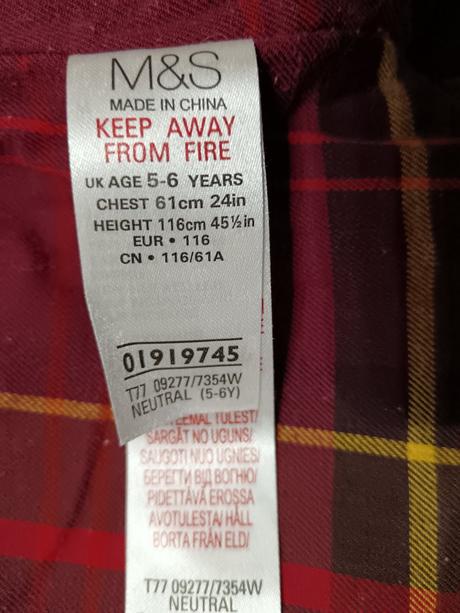 M&S
MADE IN CHINA
KEEP AWAY
FROM FIRE
UK AGE 5-6 YEARS
CHEST 61cm 24in
HEIGHT 116cm 45½in
EUR • 116
CN • 116/61A
01919745
T77 09277/7354W
NEUTRAL (5-6Y)
EEMAL TULEST/
SARGĀT NO UGUNS/
SAUGOTI NUO UGNIES/
БЕРЕГТИ ВІД ВОГНЮ/
PIDETTÄVÄ EROSSA
AVOTULESTA/HÅLL
BORTA FRÅN ELD/
T77 09277/7354W
NEUTRAL